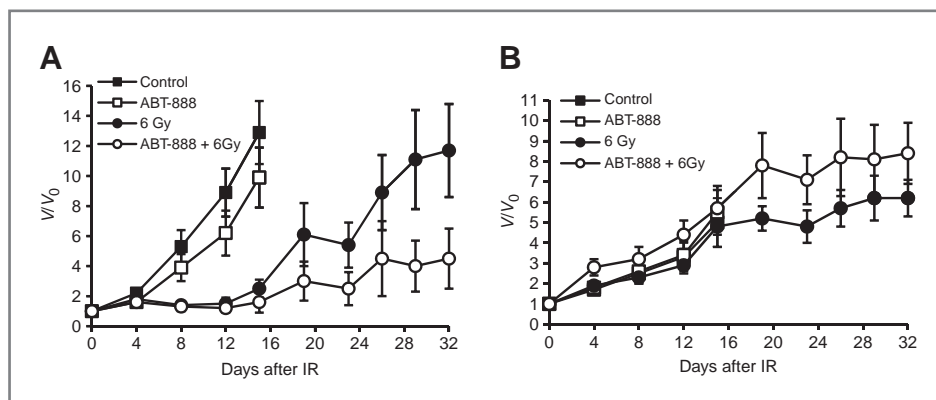 A
16
14
12
10
8
6
4
2
0
V/V0
Control
ABT-888
6 Gy
ABT-888 + 6Gy
0 4 8 12 16 20 24 28 32
Days after IR
B
11
10
9
8
7
6
5
4
3
2
1
0
V/V0
Control
ABT-888
6 Gy
ABT-888 + 6Gy
0 4 8 12 16 20 24 28 32
Days after IR